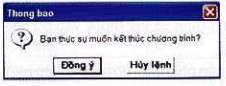 Thong bao
Bạn thực sự muốn kết thúc chương trình?
Đồng ý
Hủy lệnh